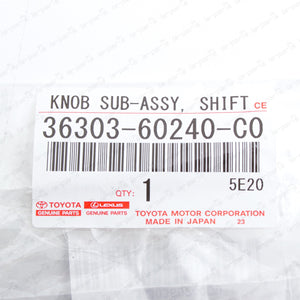 KNOB SUB-ASSY, SHIFT CE
36303-60240-C0
QTY: 1 5E20
TOYOTA LEXUS TOYOTA MOTOR CORPORATION
GENUINE PARTS GENUINE PARTS MADE IN JAPAN 23